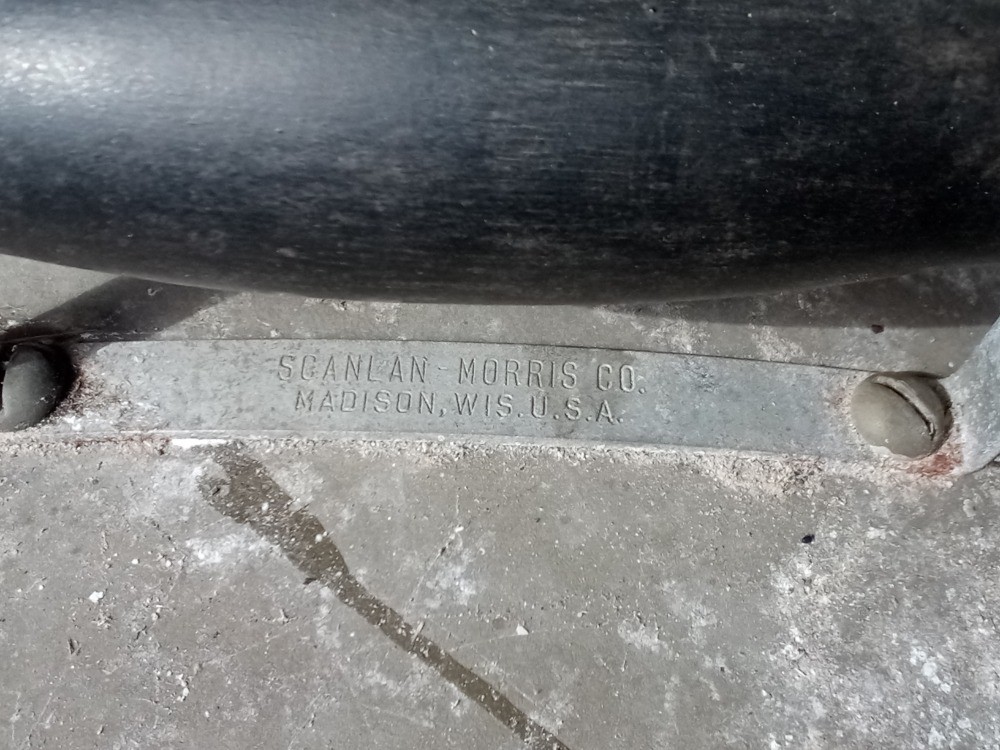 SCANLAN - MORRIS CO.
MADISON, WIS. U.S.A.